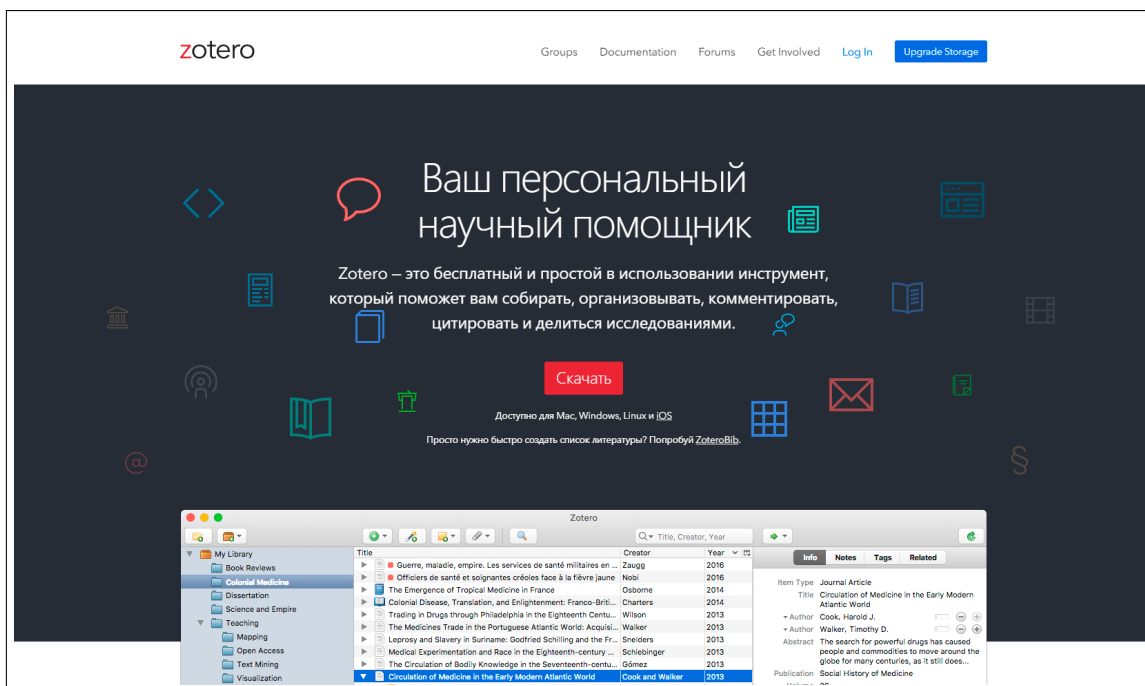 zotero
Groups Documentation Forums Get Involved Log In Upgrade Storage
Ваш персональный
научный помощник
Zotero – это бесплатный и простой в использовании инструмент,
который поможет вам собирать, организовывать, комментировать,
цитировать и делиться исследованиями.
Скачать
Доступно для Mac, Windows, Linux и iOS
Просто нужно быстро создать список литературы? Попробуй ZoteroBib.
@
§
Zotero
Title, Creator, Year
My Library
Book Reviews
Colonial Medicine
Dissertation
Science and Empire
Teaching
Mapping
Open Access
Text Mining
Visualization
Title Creator Year
Guerre, maladie, empire. Les services de santé militaires en ... Zaugg 2016
Officiers de santé et soignantes créoles face à la fièvre jaune Nobi 2016
The Emergence of Tropical Medicine in France Osborne 2014
Colonial Disease, Translation, and Enlightenment: Franco-Briti... Charters 2014
Trading in Drugs through Philadelphia in the Eighteenth Centu... Wilson 2013
The Medicines Trade in the Portuguese Atlantic World: Acquisi... Walker 2013
Leprosy and Slavery in Suriname: Godfried Schilling and the Fr... Snelders 2013
Medical Experimentation and Race in the Eighteenth-century ... Schiebinger 2013
The Circulation of Bodily Knowledge in the Seventeenth-centu... Gómez 2013
Circulation of Medicine in the Early Modern Atlantic World Cook and Walker 2013
Info Notes Tags Related
Item Type Journal Article
Title Circulation of Medicine in the Early Modern
Atlantic World
Author Cook, Harold J.
Author Walker, Timothy D.
Abstract The search for powerful drugs has caused
people and commodities to move around the
globe for many centuries, as it still does...
Publication Social History of Medicine